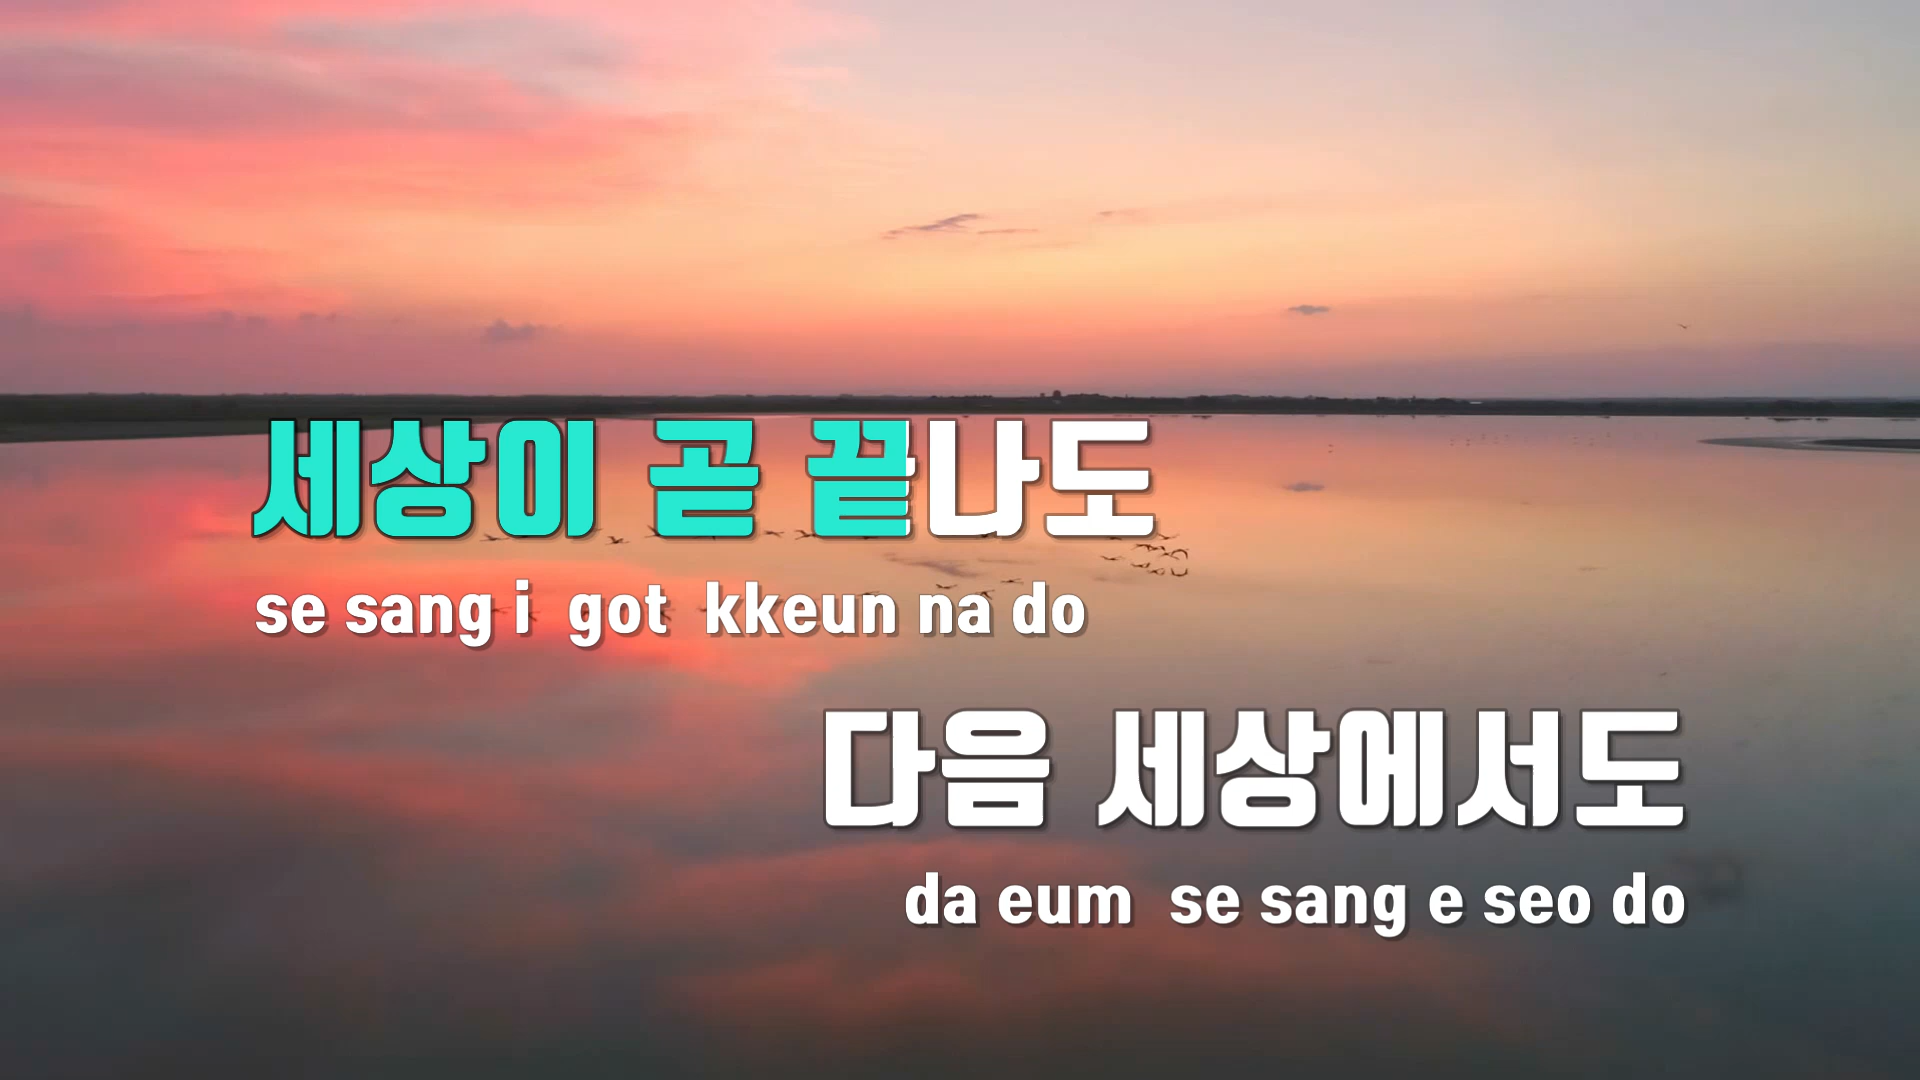 세상이 곧 끝나도
se sang i got kkeun na do
다음 세상에서도
da eum se sang e seo do